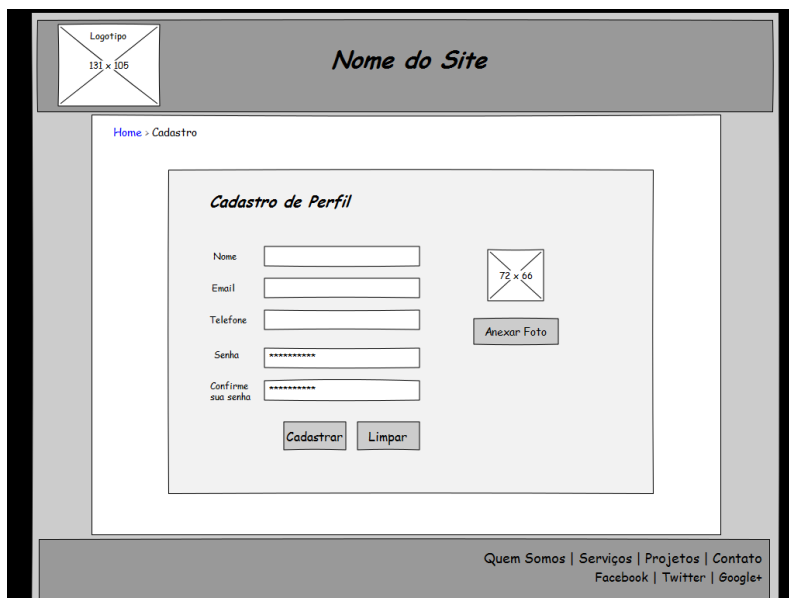 Logotipo
131 x 105
Nome do Site
Home > Cadastro
Cadastro de Perfil
Nome
72 x 66
Email
Telefone
Anexar Foto
Senha
**********
Confirme
sua senha
**********
Cadastrar
Limpar
Quem Somos | Serviços | Projetos | Contato
Facebook | Twitter | Google+